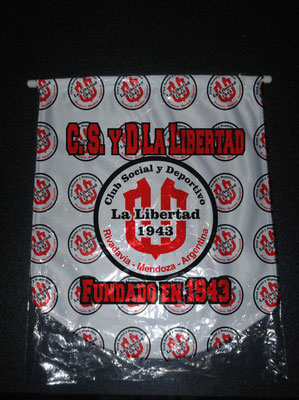 C. S. Y D. LA LIBERTAD
Club Social y Deportivo
La Libertad
1943
Rivadavia - Mendoza - Argentina
FUNDADO EN 1943